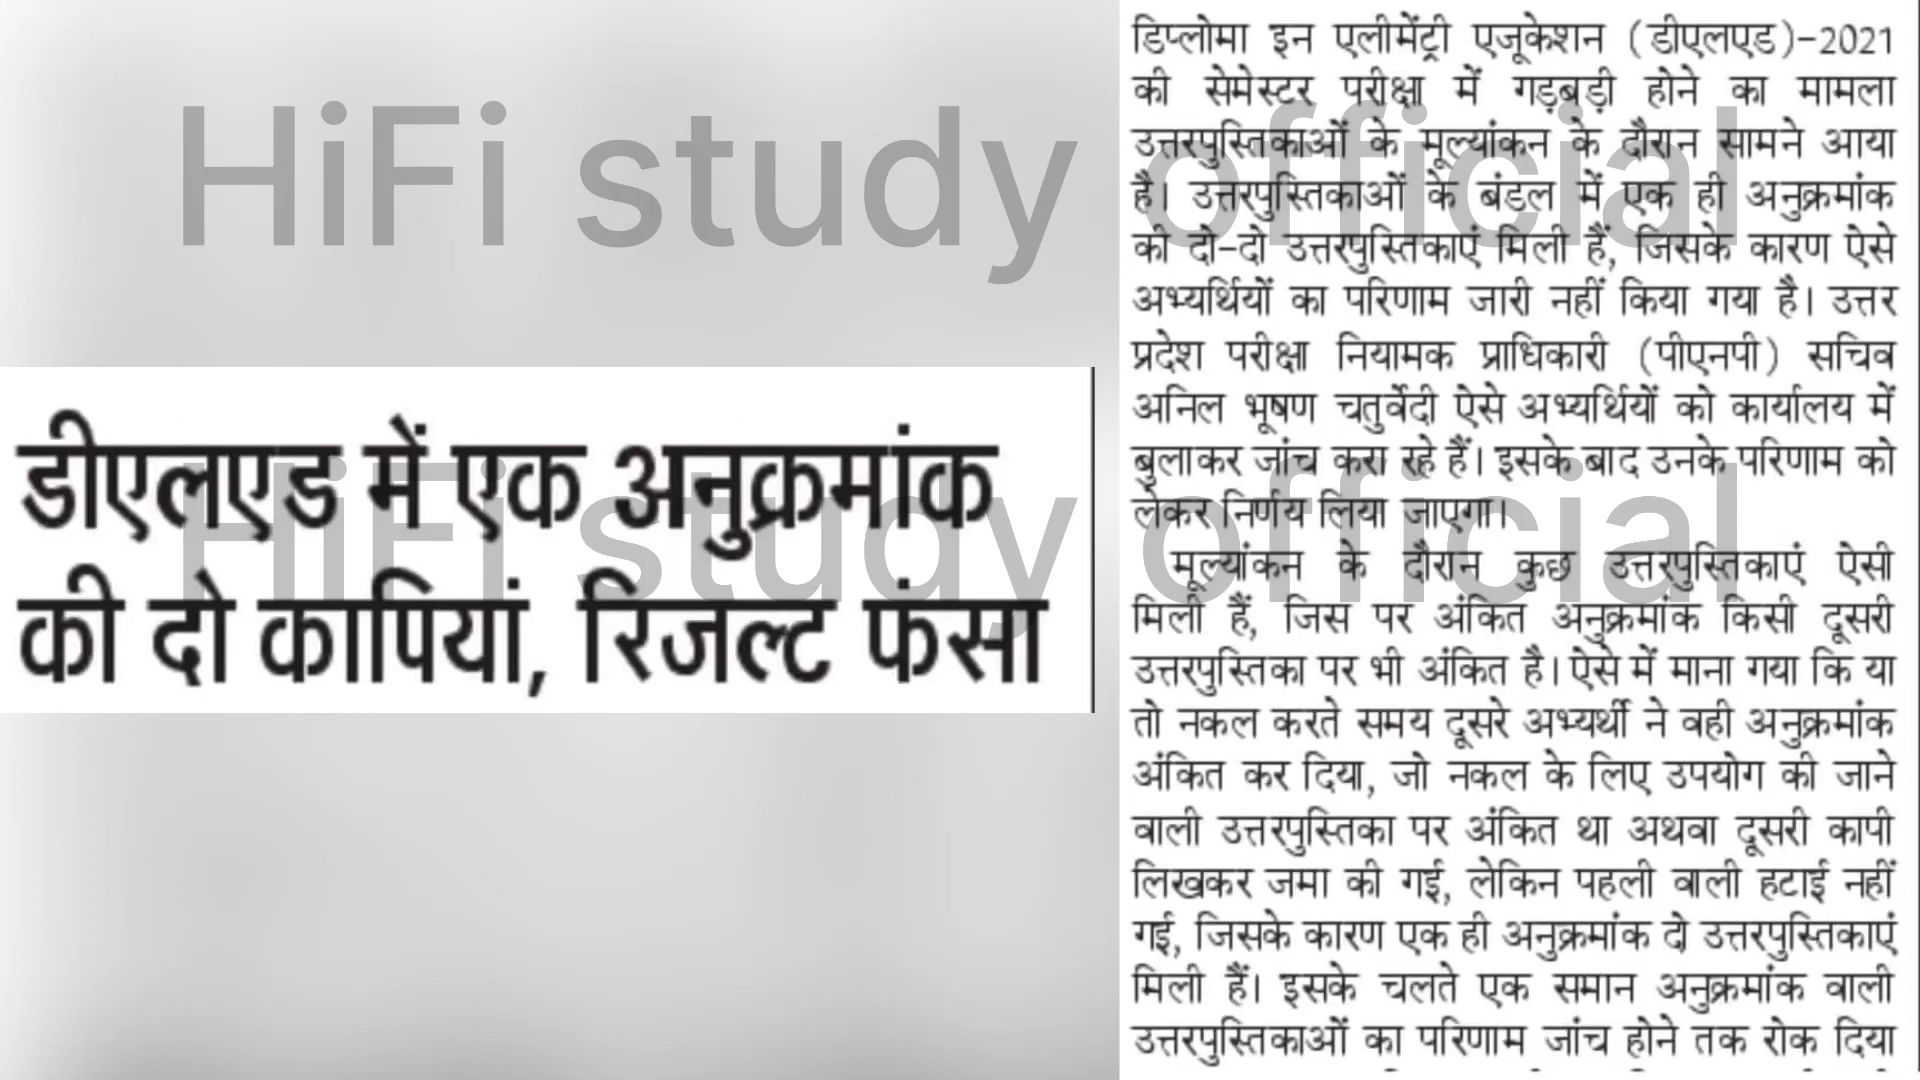 HiFi study official
डीएलएड में एक अनुक्रमांक
की दो कापियां, रिजल्ट फंसा
HiFi study official
डिप्लोमा इन एलीमेंट्री एजूकेशन (डीएलएड)-2021
की सेमेस्टर परीक्षा में गड़बड़ी होने का मामला
उत्तरपुस्तिकाओं के मूल्यांकन के दौरान सामने आया
है। उत्तरपुस्तिकाओं के बंडल में एक ही अनुक्रमांक
की दो-दो उत्तरपुस्तिकाएं मिली हैं, जिसके कारण ऐसे
अभ्यर्थियों का परिणाम जारी नहीं किया गया है। उत्तर
प्रदेश परीक्षा नियामक प्राधिकारी (पीएनपी) सचिव
अनिल भूषण चतुर्वेदी ऐसे अभ्यर्थियों को कार्यालय में
बुलाकर जांच करा रहे हैं। इसके बाद उनके परिणाम को
लेकर निर्णय लिया जाएगा।
मूल्यांकन के दौरान कुछ उत्तरपुस्तिकाएं ऐसी
मिली हैं, जिस पर अंकित अनुक्रमांक किसी दूसरी
उत्तरपुस्तिका पर भी अंकित है। ऐसे में माना गया कि या
तो नकल करते समय दूसरे अभ्यर्थी ने वही अनुक्रमांक
अंकित कर दिया, जो नकल के लिए उपयोग की जाने
वाली उत्तरपुस्तिका पर अंकित था अथवा दूसरी कापी
लिखकर जमा की गई, लेकिन पहली वाली हटाई नहीं
गई, जिसके कारण एक ही अनुक्रमांक दो उत्तरपुस्तिकाएं
मिली हैं। इसके चलते एक समान अनुक्रमांक वाली
उत्तरपुस्तिकाओं का परिणाम जांच होने तक रोक दिया